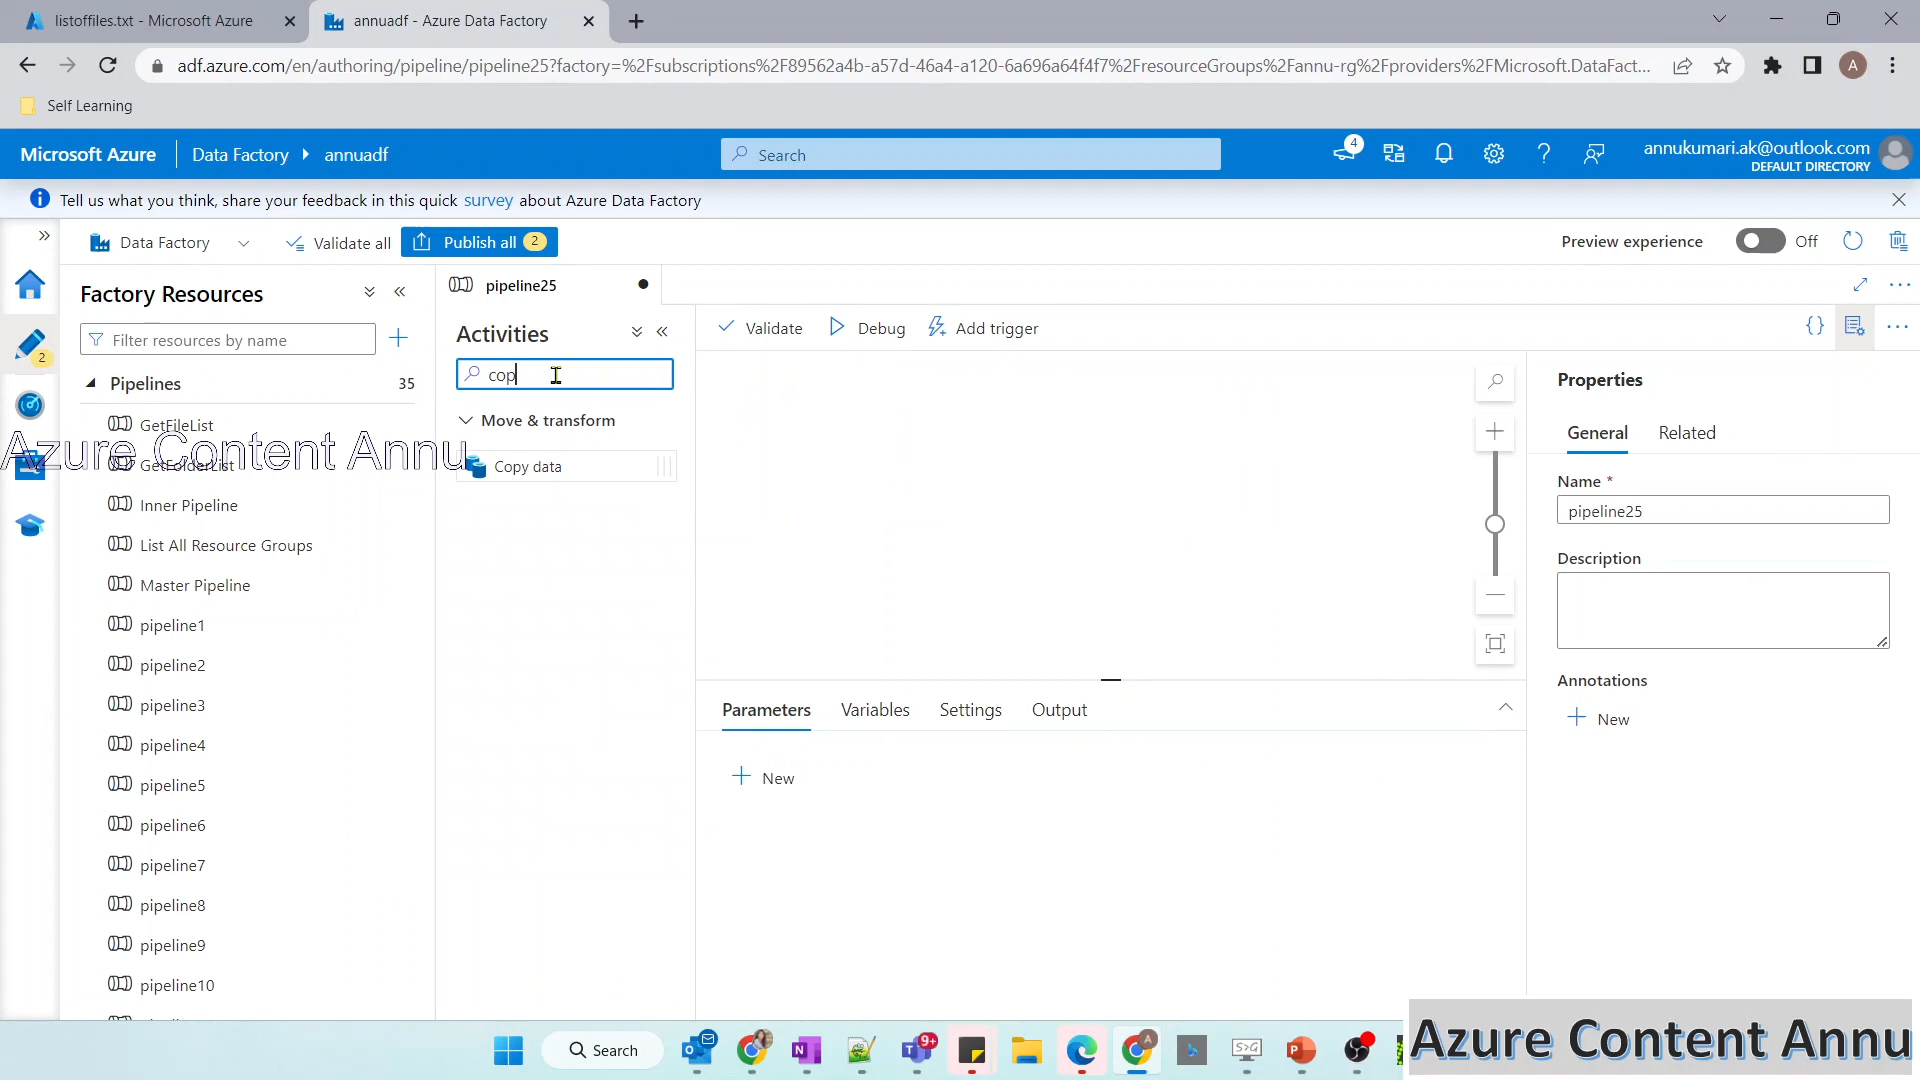 listoffiles.txt - Microsoft Azure
annuadf - Azure Data Factory
adf.azure.com/en/authoring/pipeline/pipeline25?factory=%2Fsubscriptions%2F89562a4b-a57d-46a4-a120-6a696a64f4f7%2FresourceGroups%2Fannu-rg%2Fproviders%2FMicrosoft.DataFact...
A
Self Learning
Microsoft Azure
Data Factory
annuadf
Search
4
annukumari.ak@outlook.com
DEFAULT DIRECTORY
Tell us what you think, share your feedback in this quick survey about Azure Data Factory
Data Factory
Validate all
Publish all 2
Preview experience
Off
2
Factory Resources
Filter resources by name
Pipelines 35
GetFileList
GetFolderList
Azure Content Annu
Inner Pipeline
List All Resource Groups
Master Pipeline
pipeline1
pipeline2
pipeline3
pipeline4
pipeline5
pipeline6
pipeline7
pipeline8
pipeline9
pipeline10
pipeline25
Activities
cop
Move & transform
Copy data
Validate
Debug
Add trigger
Parameters
Variables
Settings
Output
New
Properties
General
Related
Name *
pipeline25
Description
Annotations
New
Search
9+
A
Azure Content Annu